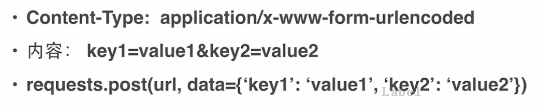 • Content-Type: application/x-www-form-urlencoded
• 内容： key1=value1&key2=value2
• requests.post(url, data={‘key1’: ‘value1’, ‘key2’: ‘value2’})
Label